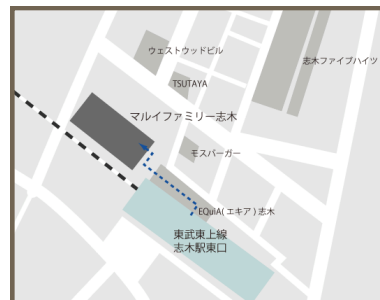 ウェストウッドビル
志木ファイブハイツ
TSUTAYA
マルイファミリー志木
モスバーガー
EQuiA(エキア)志木
東武東上線
志木駅東口